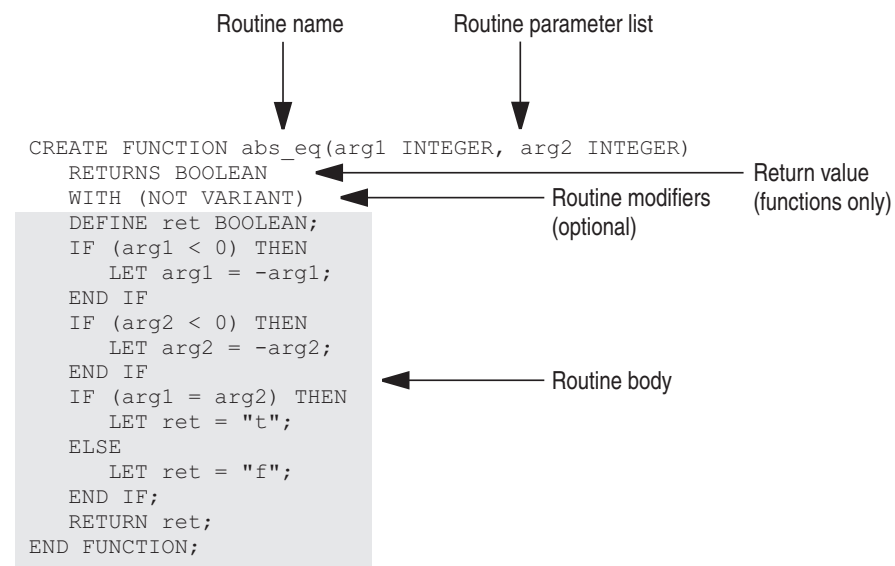 Routine name Routine parameter list
CREATE FUNCTION abs_eq(arg1 INTEGER, arg2 INTEGER)
RETURNS BOOLEAN
Return value
(functions only)
WITH (NOT VARIANT)
Routine modifiers
(optional)
DEFINE ret BOOLEAN;
IF (arg1 < 0) THEN
LET arg1 = -arg1;
END IF
IF (arg2 < 0) THEN
LET arg2 = -arg2;
END IF
Routine body
IF (arg1 = arg2) THEN
LET ret = "t";
ELSE
LET ret = "f";
END IF;
RETURN ret;
END FUNCTION;